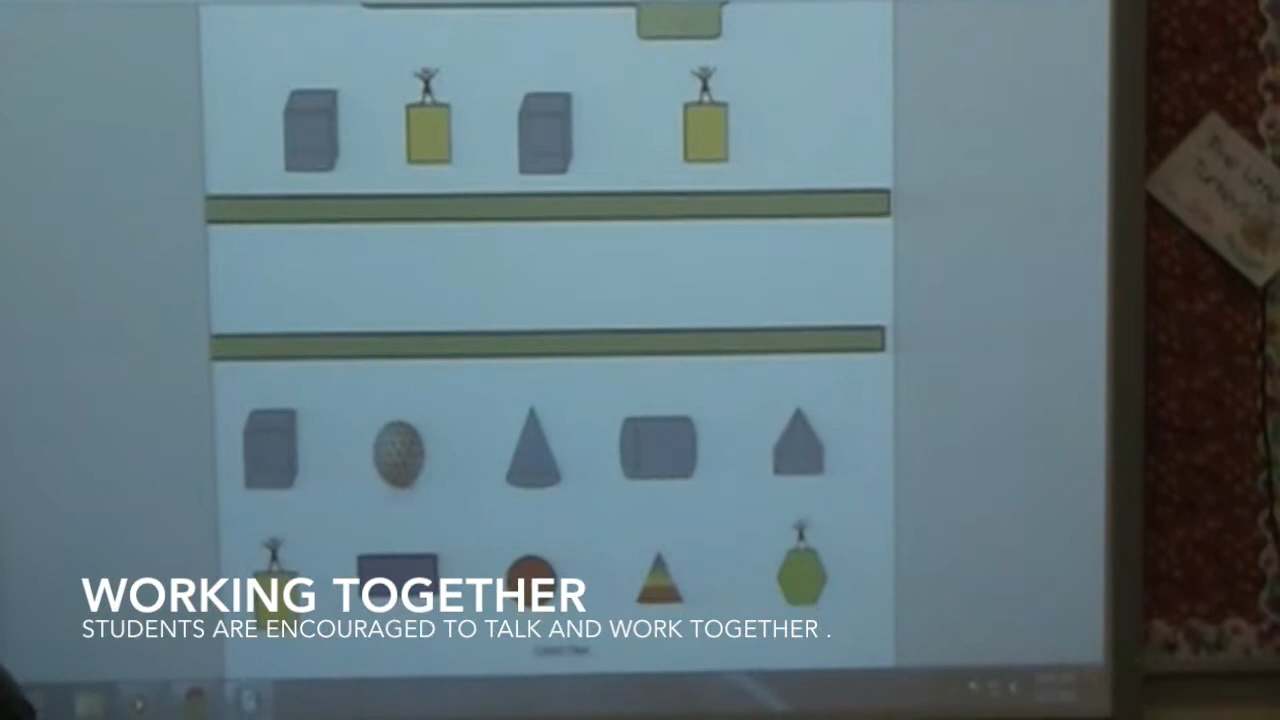 WORKING TOGETHER
STUDENTS ARE ENCOURAGED TO TALK AND WORK TOGETHER .